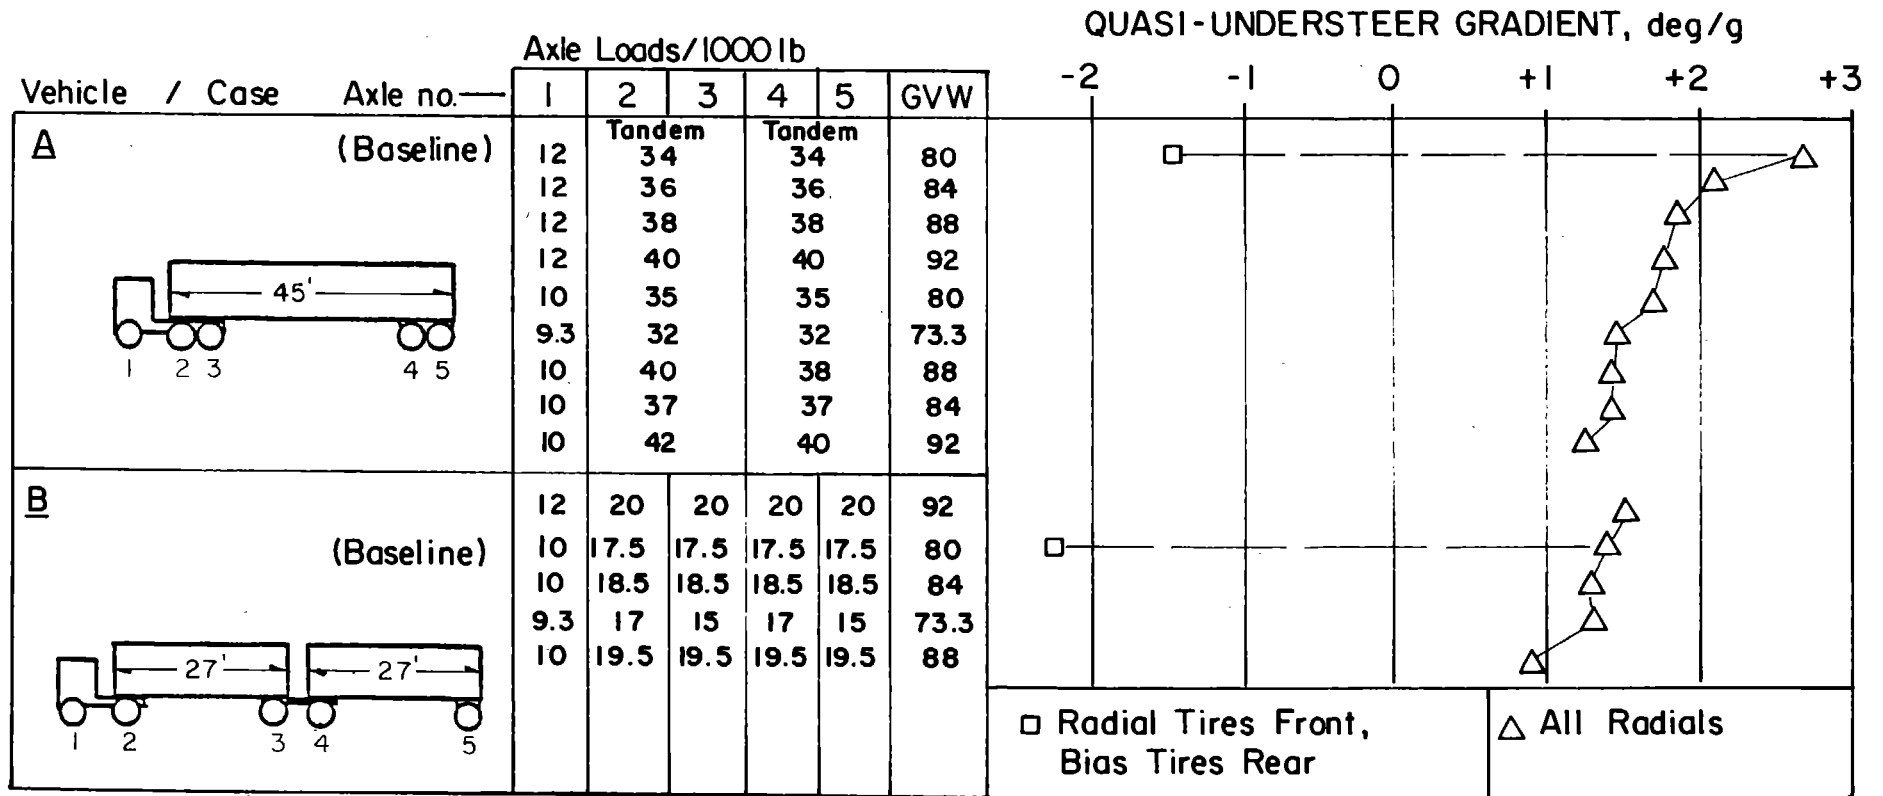 QUASI-UNDERSTEER GRADIENT, deg/g
Axle Loads/1000 lb
Vehicle / Case Axle no. 1 2 3 4 5 GVW -2 -1 0 +1 +2 +3
Tandem Tandem
A (Baseline) 12 34 34 80
12 36 36 84
12 38 38 88
12 40 40 92
45' 10 35 35 80
9.3 32 32 73.3
1 2 3 4 5 10 40 38 88
10 37 37 84
10 42 40 92
B 12 20 20 20 20 92
(Baseline) 10 17.5 17.5 17.5 17.5 80
10 18.5 18.5 18.5 18.5 84
9.3 17 15 17 15 73.3
27' 27' 10 19.5 19.5 19.5 19.5 88
1 2 3 4 5
Radial Tires Front,
Bias Tires Rear
All Radials